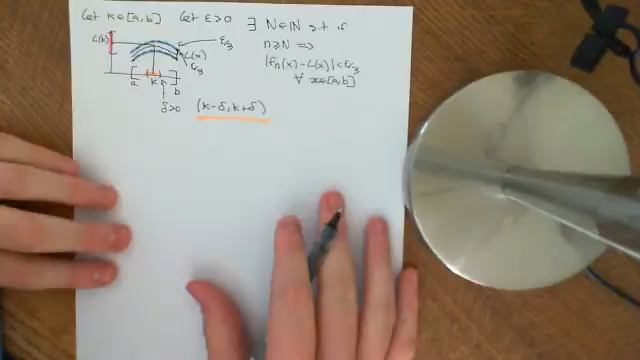 Let k∈[a,b] Let ε>0 ∃ N∈ℕ s.t if
n≥N ⟹
|fn(x)-L(x)|<ε/3
∀ x∈[a,b]
L(k)
ε/3
L(x)
ε/3
a k b
δ>0 (k-δ, k+δ)